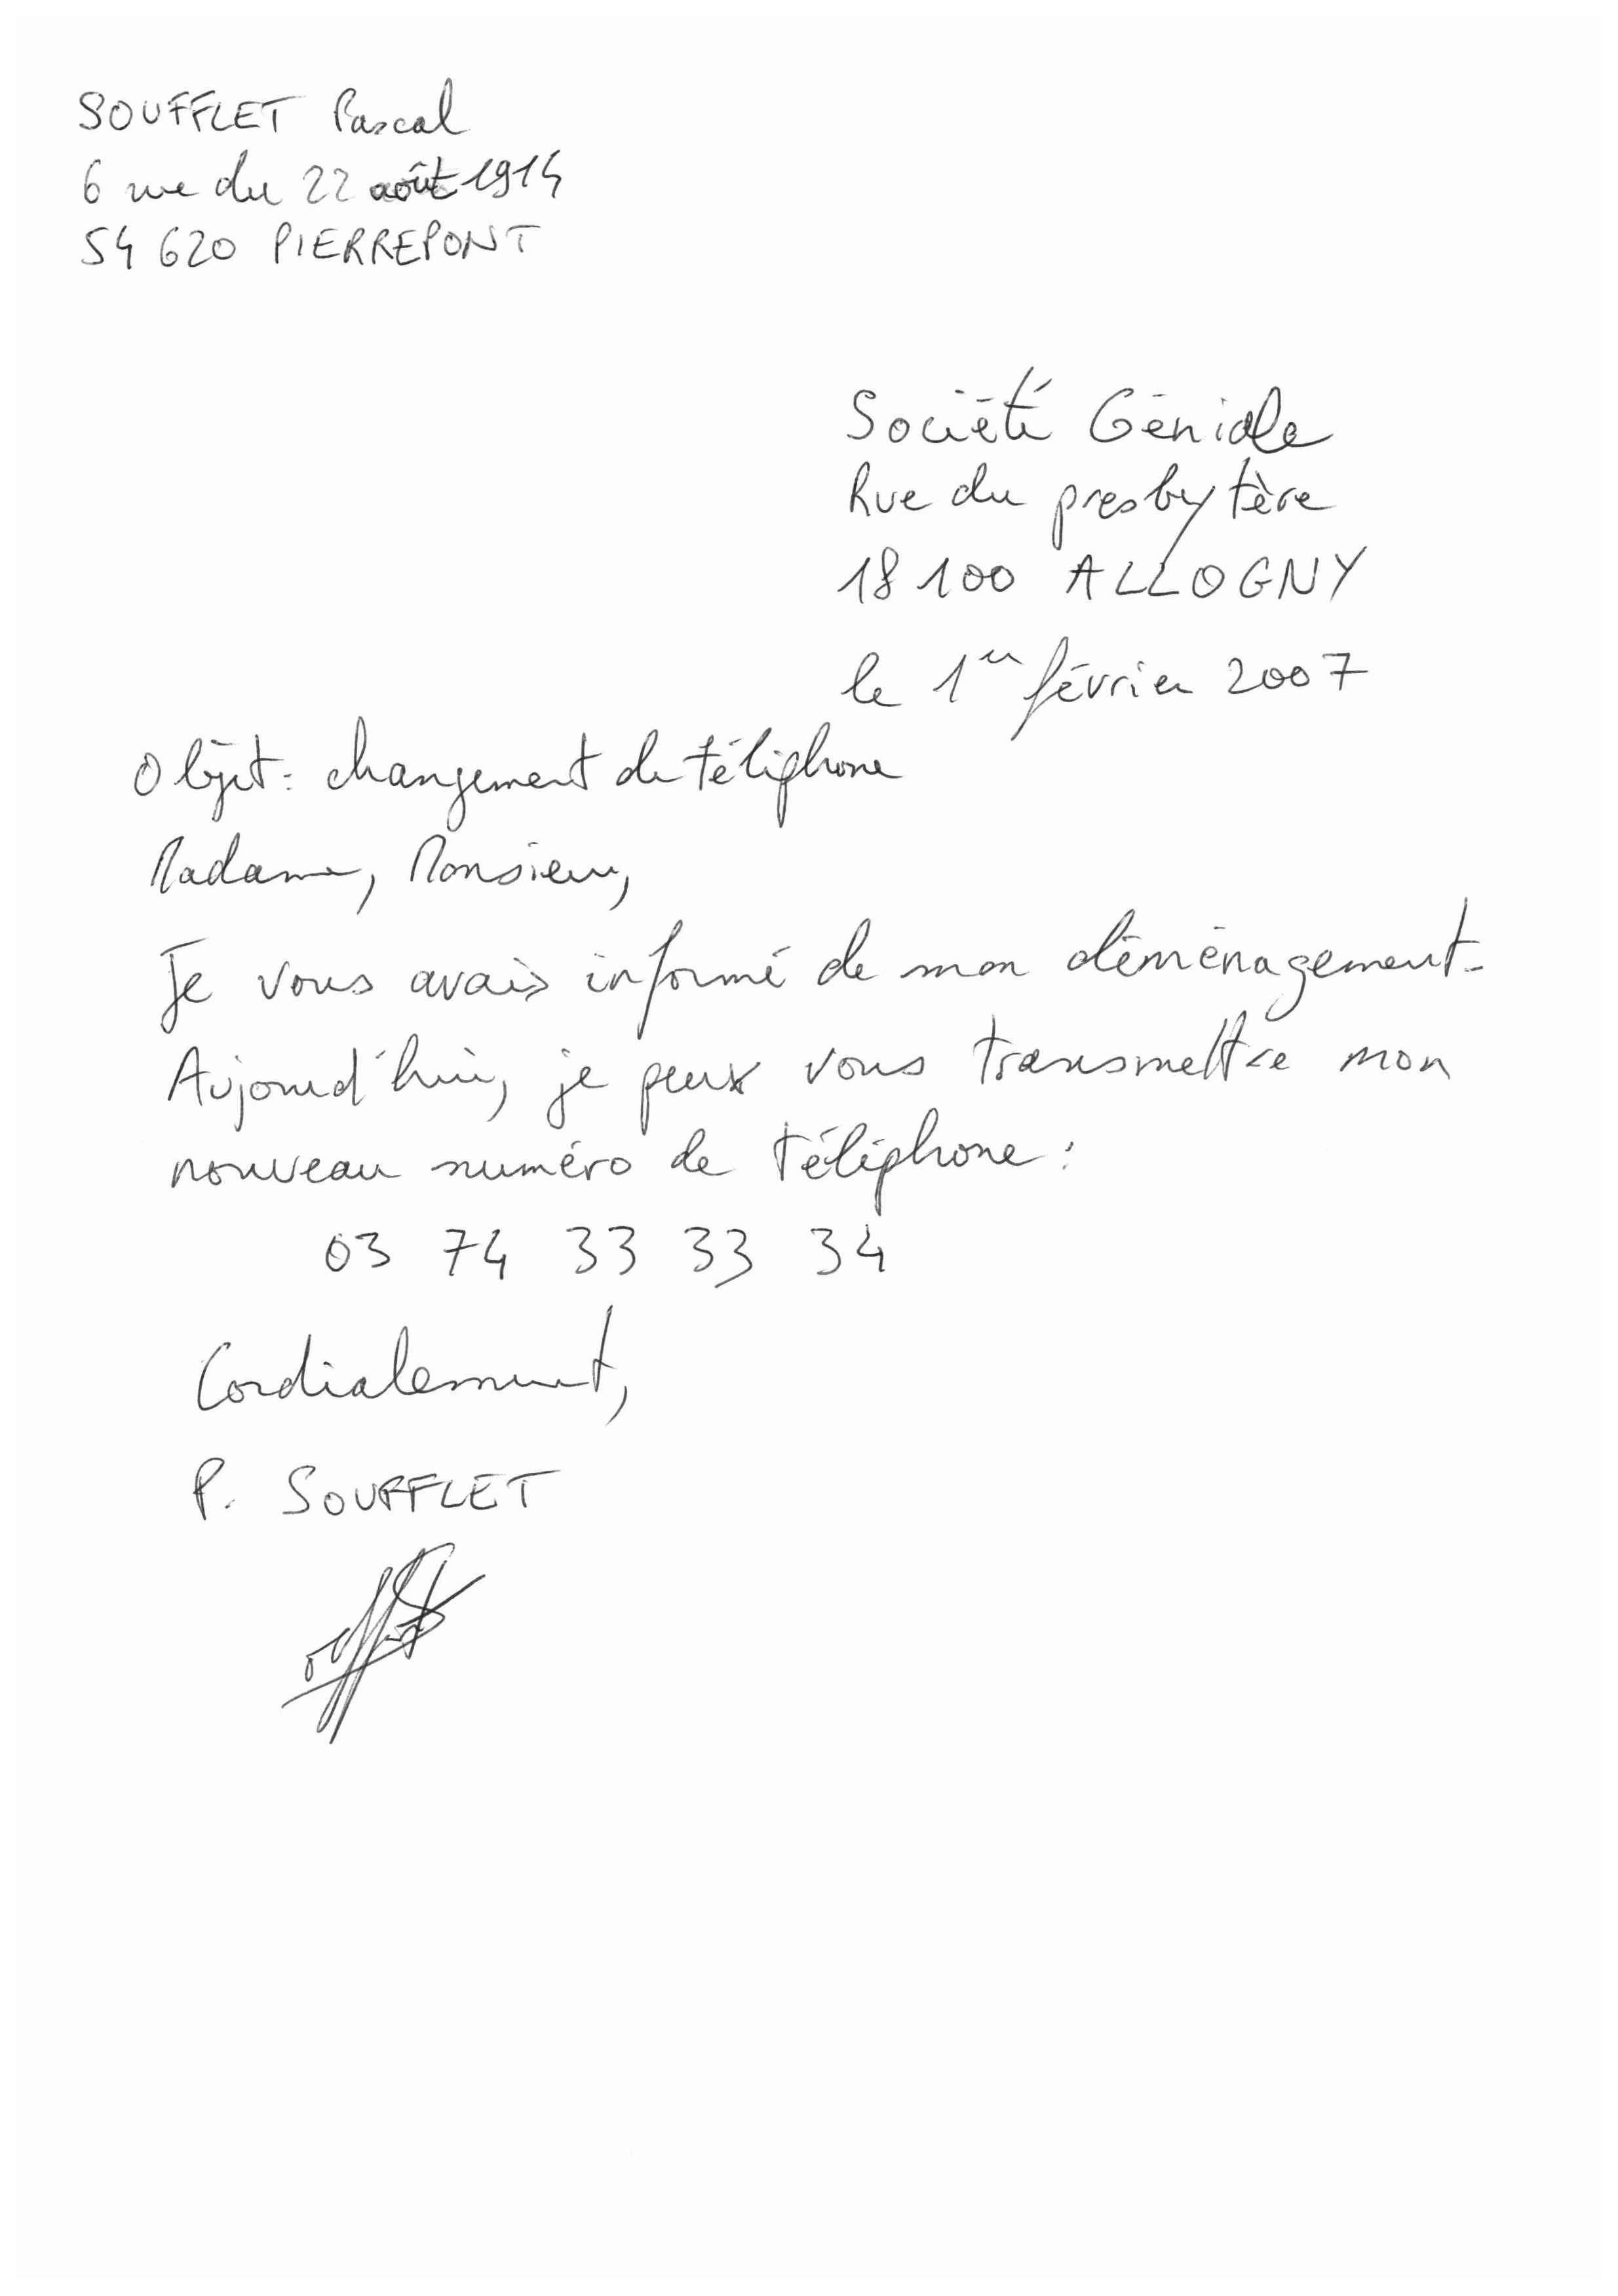 SOUFFLET Pascal
6 rue du 22 août 1914
54 620 PIERREPONT
Société Géniale
Rue du presbytère
18 100 ALLOGNY
le 1er février 2007
Objet : changement de téléphone
Madame, Monsieur,
Je vous avais informé de mon déménagement.
Aujourd'hui, je peux vous transmettre mon
nouveau numéro de téléphone :
03 74 33 33 34
Cordialement,
P. SOUFFLET